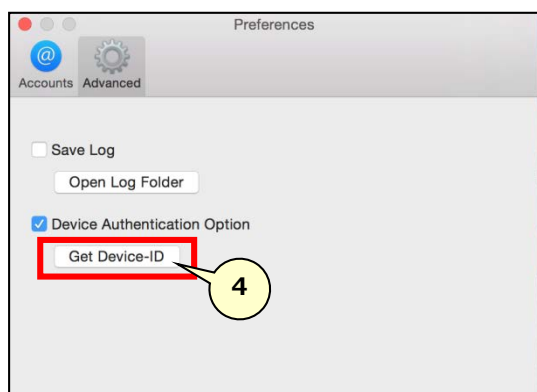 Preferences
@
Accounts Advanced
Save Log
Open Log Folder
Device Authentication Option
Get Device-ID
4